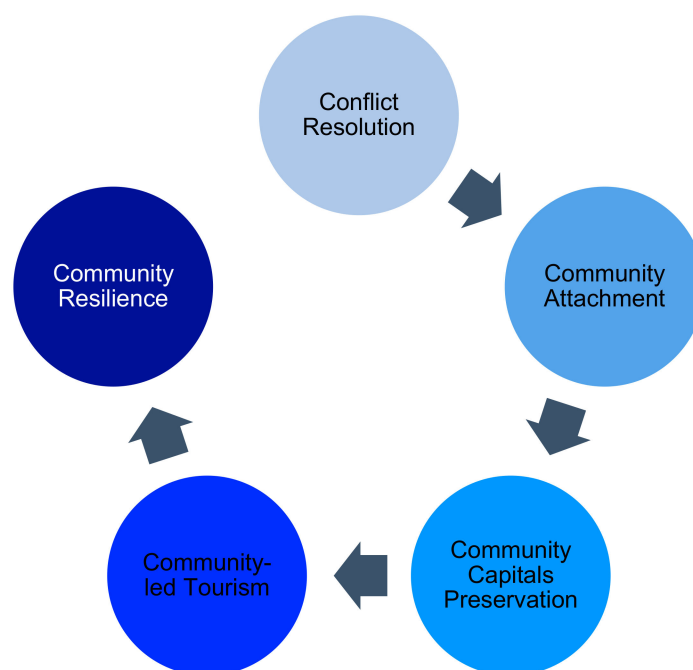 Conflict
Resolution
Community
Attachment
Community
Capitals
Preservation
Community-
led Tourism
Community
Resilience